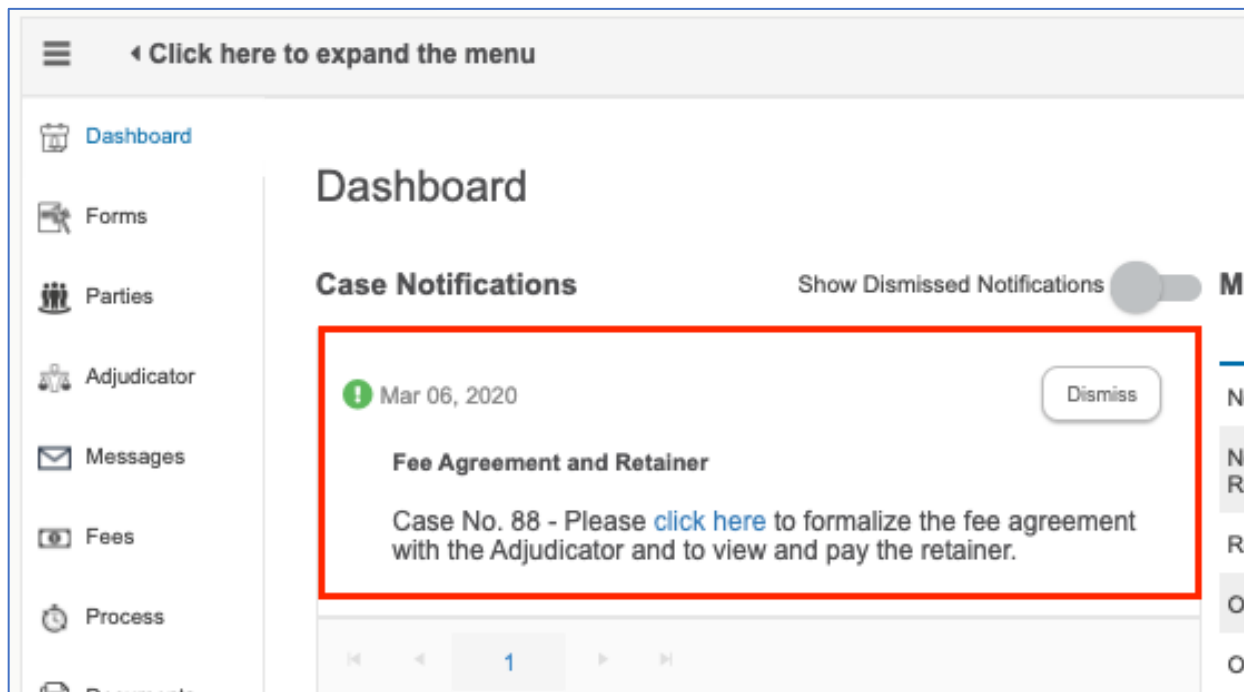 Click here to expand the menu
Dashboard
Forms
Parties
Adjudicator
Messages
Fees
Process
Documents
Dashboard
Case Notifications
Show Dismissed Notifications
Mar 06, 2020
Dismiss
Fee Agreement and Retainer
Case No. 88 - Please click here to formalize the fee agreement
with the Adjudicator and to view and pay the retainer.
1
M
N
N
R
R
O
O